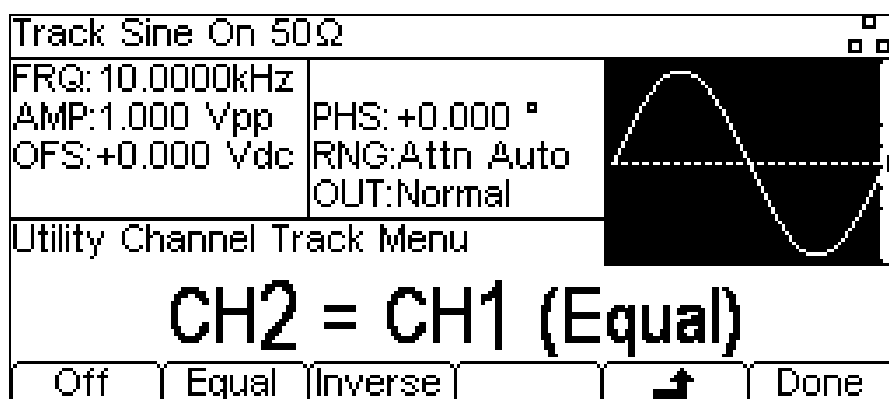 Track Sine On 50Ω
FRQ:10.0000kHz
AMP:1.000 Vpp
OFS:+0.000 Vdc
PHS:+0.000 °
RNG:Attn Auto
OUT:Normal
Utility Channel Track Menu
CH2 = CH1 (Equal)
Off Equal Inverse Done